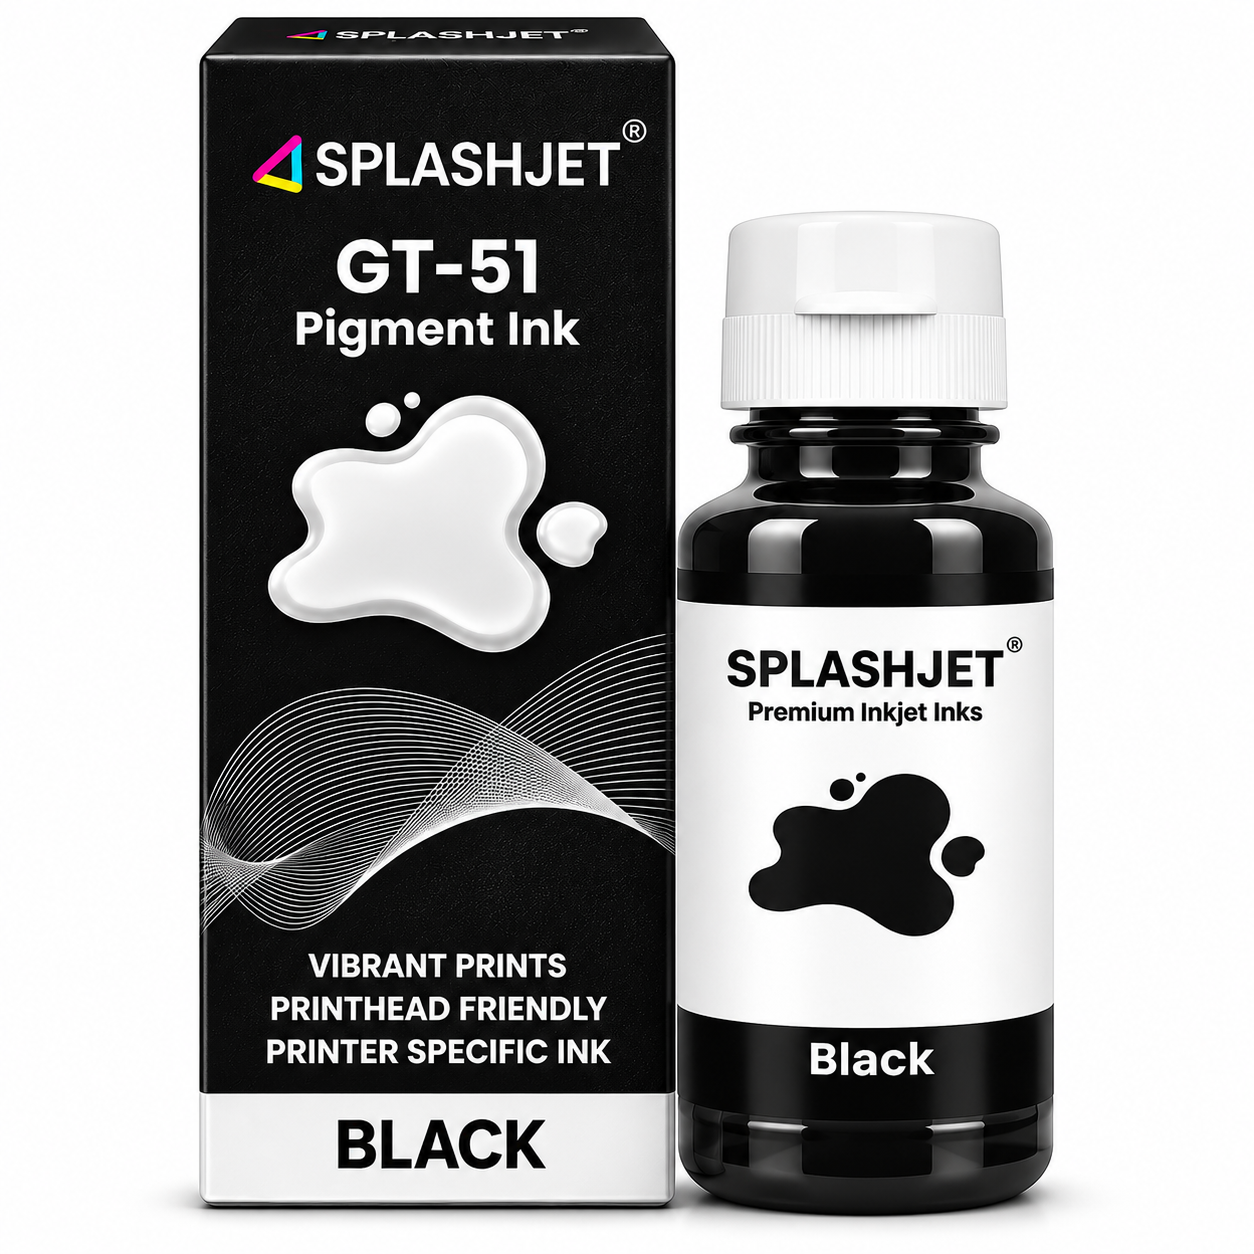 SPLASHJET®
SPLASHJET®
GT-51
Pigment Ink
VIBRANT PRINTS
PRINTHEAD FRIENDLY
PRINTER SPECIFIC INK
BLACK
SPLASHJET®
Premium Inkjet Inks
Black